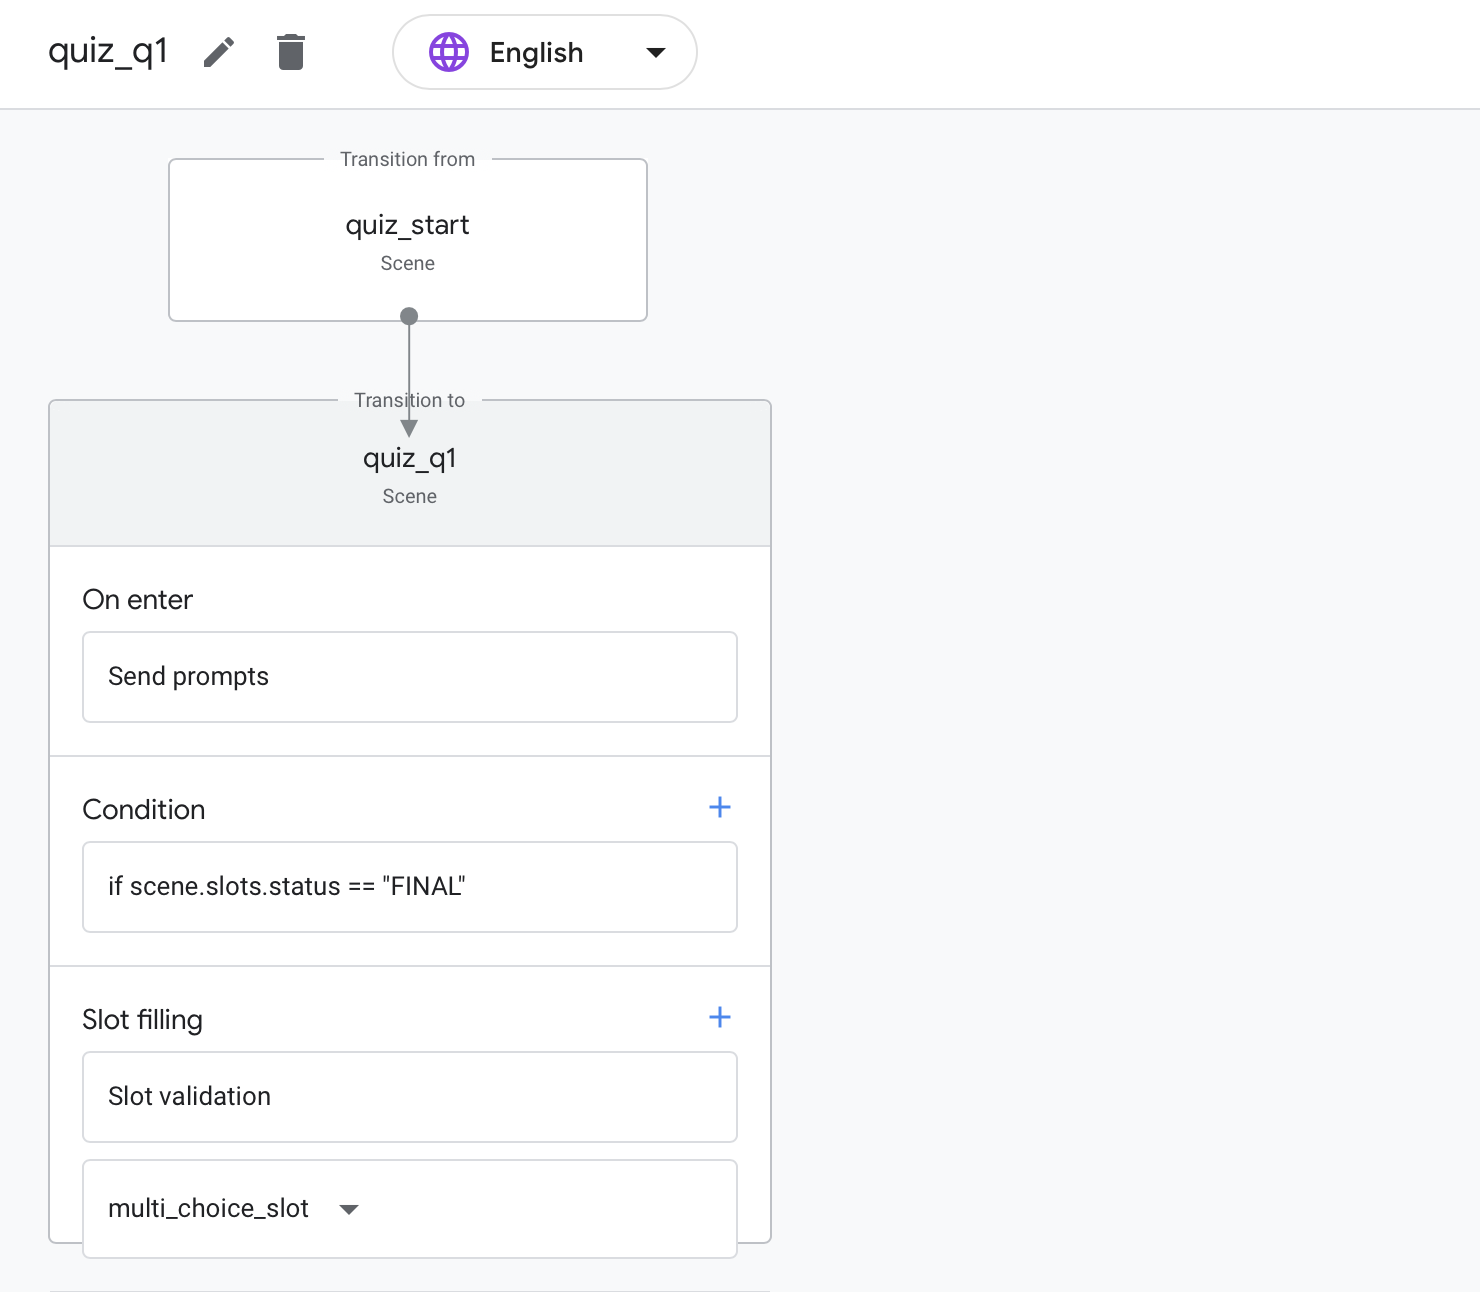 quiz_q1
English
Transition from
quiz_start
Scene
Transition to
quiz_q1
Scene
On enter
Send prompts
Condition
if scene.slots.status == "FINAL"
Slot filling
Slot validation
multi_choice_slot